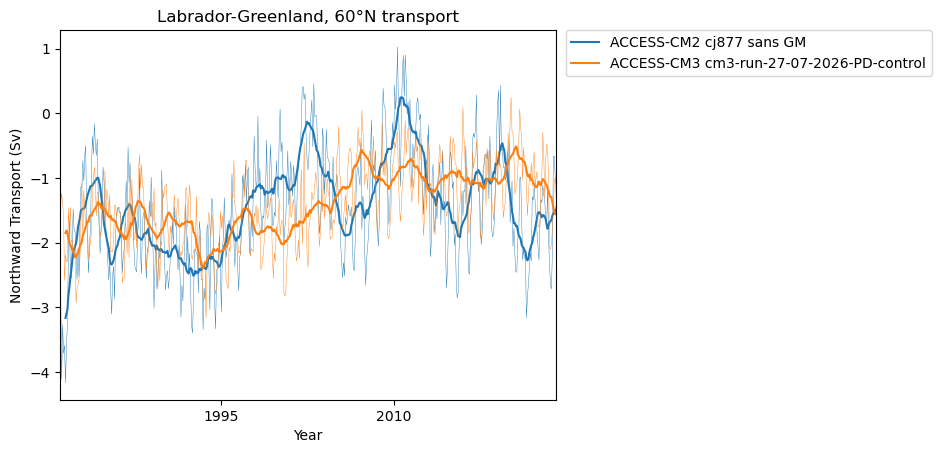 Labrador-Greenland, 60°N transport
ACCESS-CM2 cj877 sans GM
ACCESS-CM3 cm3-run-27-07-2026-PD-control
Northward Transport (Sv)
1
0
−1
−2
−3
−4
1995
2010
Year